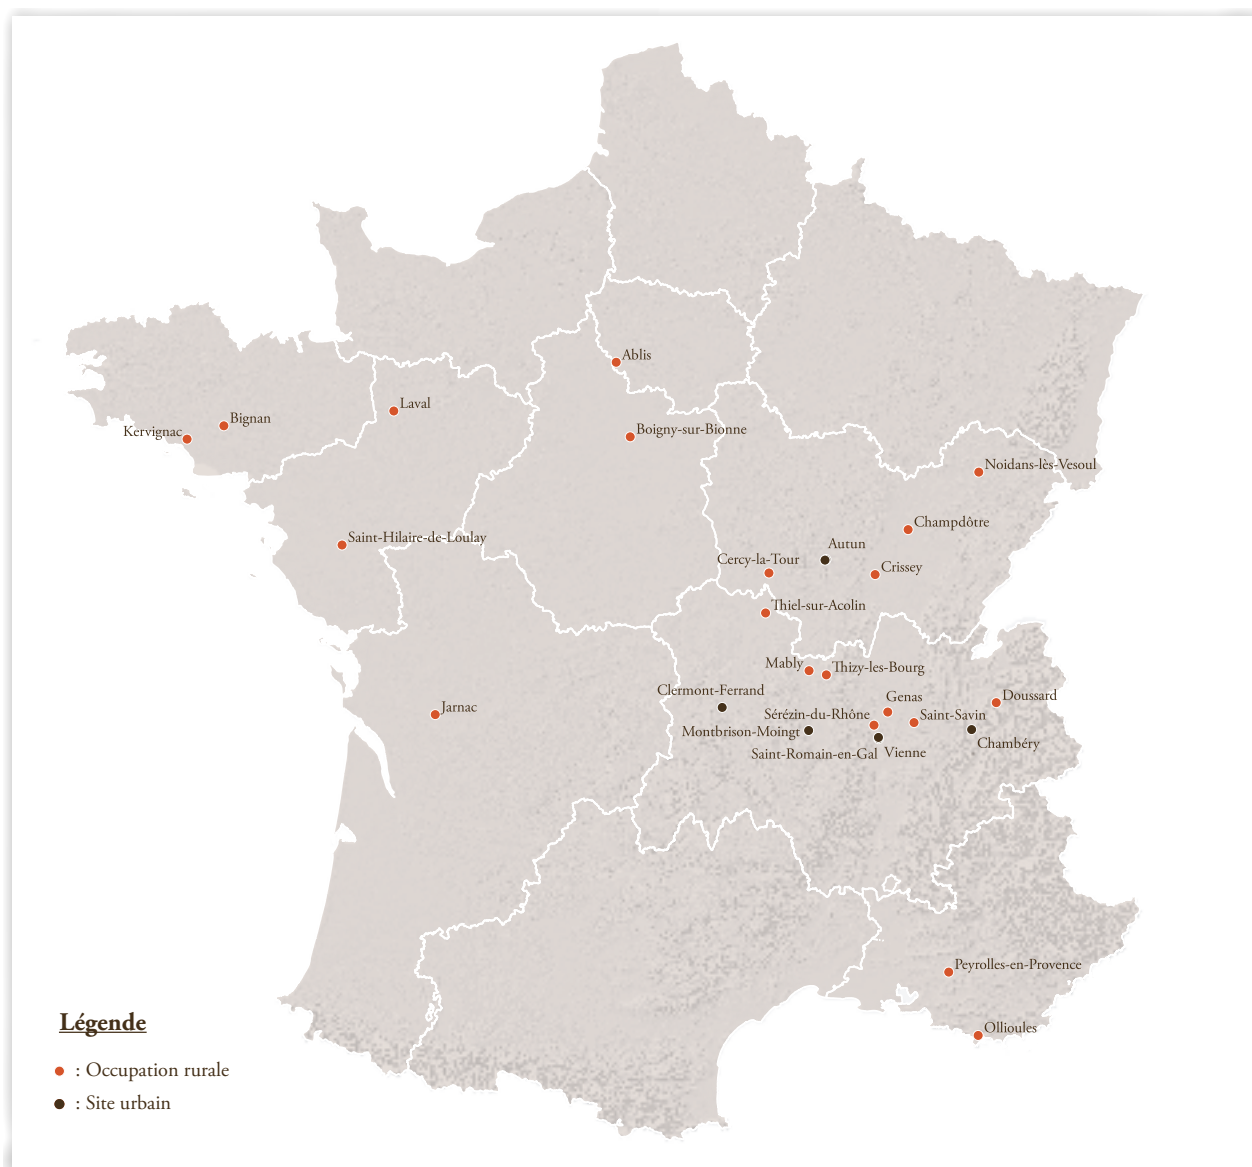 Ablis
Laval
Bignan
Kervignac
Boigny-sur-Bionne
Noidans-lès-Vesoul
Champdôtre
Saint-Hilaire-de-Loulay
Autun
Cercy-la-Tour
Crissey
Thiel-sur-Acolin
Mably
Thizy-les-Bourg
Clermont-Ferrand
Genas
Doussard
Jarnac
Sérézin-du-Rhône
Saint-Savin
Montbrison-Moingt
Chambéry
Saint-Romain-en-Gal
Vienne
Peyrolles-en-Provence
Ollioules
Légende
: Occupation rurale
: Site urbain